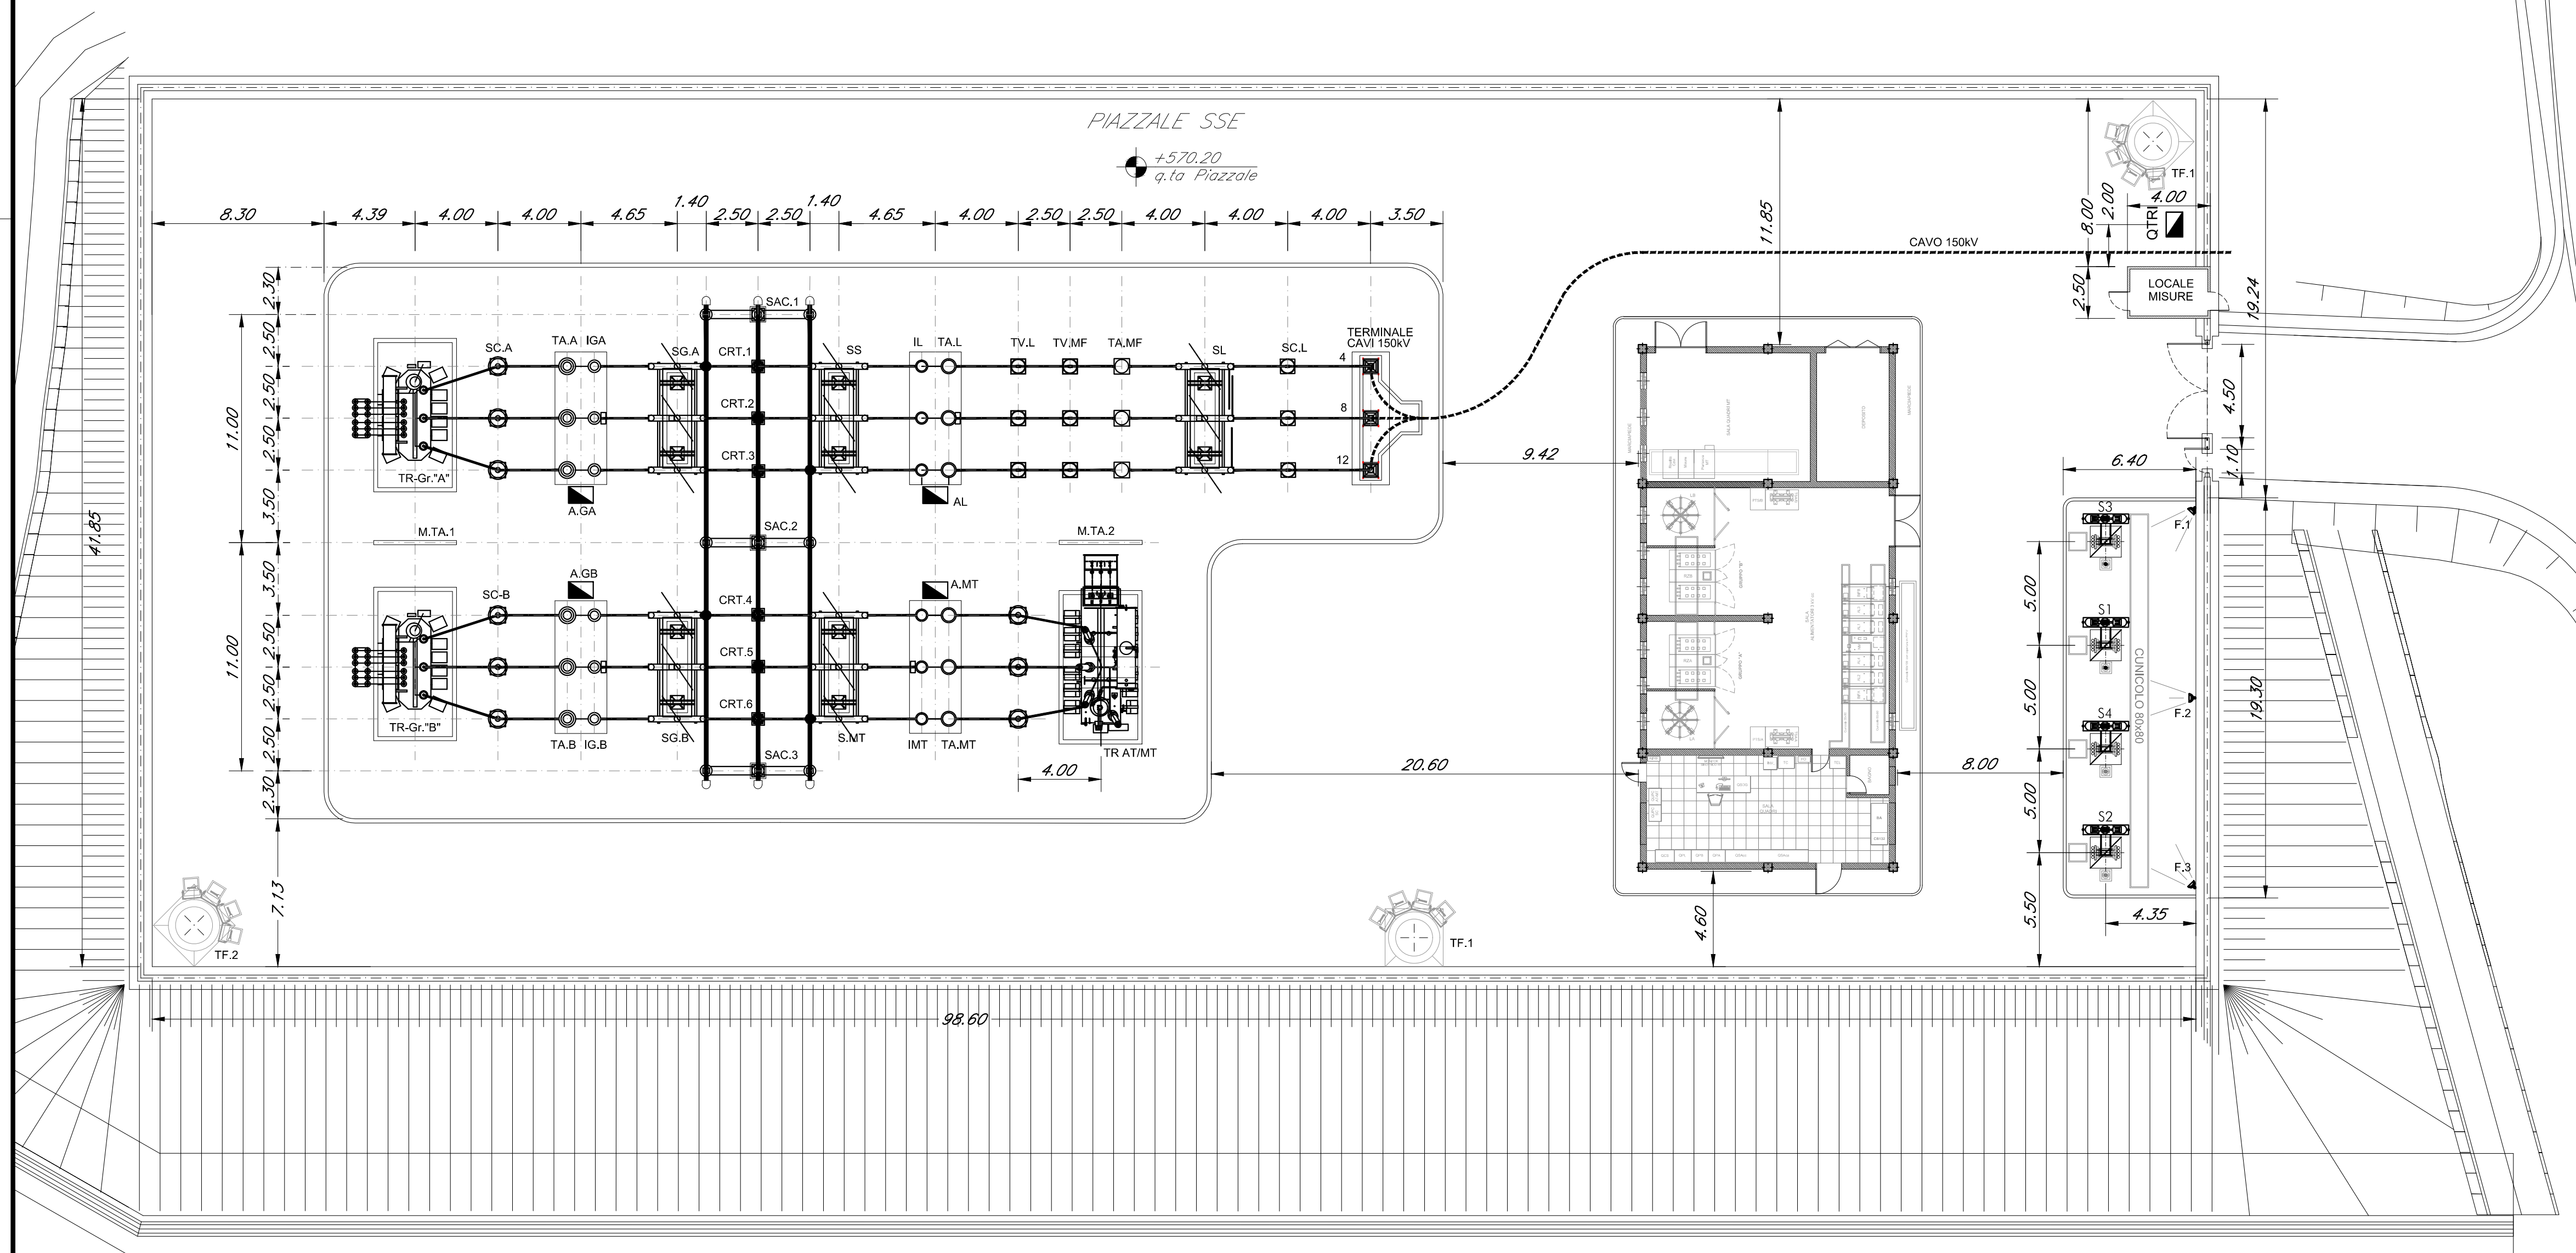 PIAZZALE SSE
+570.20
q.ta Piazzale
TF.1
4.00
2.00
8.00
QTRI
11.85
1.40
1.40
8.30
4.39
4.00
4.00
4.65
2.50
2.50
4.65
4.00
2.50
2.50
4.00
4.00
4.00
3.50
CAVO 150kV
LOCALE
MISURE
2.50
19.24
2.30
SAC.1
TERMINALE
CAVI 150kV
TA.A
IGA
SC.A
SG.A
CRT.1
SS
IL
TA.L
TV.L
TV.MF
TA.MF
SL
SC.L
4
2.50
2.50
CRT.2
8
11.00
4.50
2.50
CRT.3
12
9.42
6.40
1.10
TR-Gr."A"
A.GA
AL
3.50
41.85
M.TA.1
SAC.2
M.TA.2
S3
F.1
5.00
A.GB
A.MT
3.50
SC-B
CRT.4
S1
2.50
11.00
CRT.5
5.00
CUNICOLO 80x80
2.50
CRT.6
S4
F.2
19.30
TR-Gr."B"
TA.B
IG.B
SG.B
S.MT
IMT
TA.MT
TR AT/MT
SAC.3
4.00
20.60
8.00
2.50
2.30
5.00
S2
F.3
SALA QUADRI MT
DEPOSITO
MARCIAPIEDE
MARCIAPIEDE
SALA
7.13
4.60
5.50
4.35
TF.2
TF.1
98.60